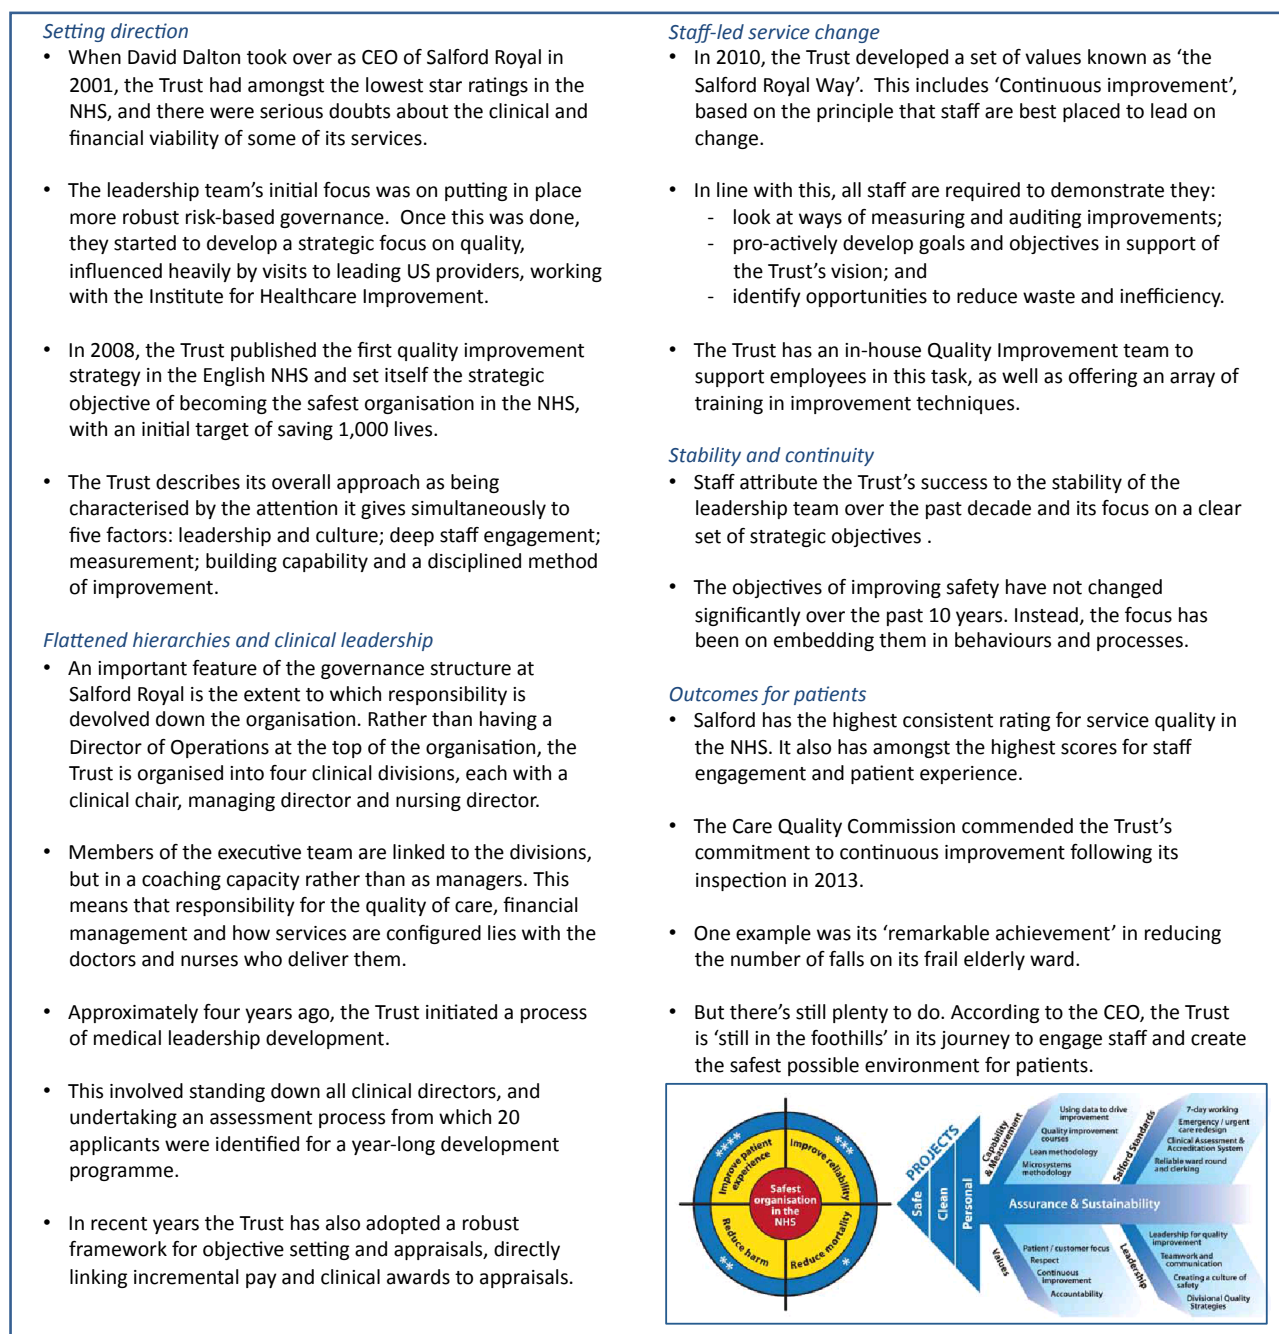 Setting direction
• When David Dalton took over as CEO of Salford Royal in
2001, the Trust had amongst the lowest star ratings in the
NHS, and there were serious doubts about the clinical and
financial viability of some of its services.
• The leadership team’s initial focus was on putting in place
more robust risk-based governance.  Once this was done,
they started to develop a strategic focus on quality,
influenced heavily by visits to leading US providers, working
with the Institute for Healthcare Improvement.
• In 2008, the Trust published the first quality improvement
strategy in the English NHS and set itself the strategic
objective of becoming the safest organisation in the NHS,
with an initial target of saving 1,000 lives.
• The Trust describes its overall approach as being
characterised by the attention it gives simultaneously to
five factors: leadership and culture; deep staff engagement;
measurement; building capability and a disciplined method
of improvement.
Flattened hierarchies and clinical leadership
• An important feature of the governance structure at
Salford Royal is the extent to which responsibility is
devolved down the organisation. Rather than having a
Director of Operations at the top of the organisation, the
Trust is organised into four clinical divisions, each with a
clinical chair, managing director and nursing director.
• Members of the executive team are linked to the divisions,
but in a coaching capacity rather than as managers. This
means that responsibility for the quality of care, financial
management and how services are configured lies with the
doctors and nurses who deliver them.
• Approximately four years ago, the Trust initiated a process
of medical leadership development.
• This involved standing down all clinical directors, and
undertaking an assessment process from which 20
applicants were identified for a year-long development
programme.
• In recent years the Trust has also adopted a robust
framework for objective setting and appraisals, directly
linking incremental pay and clinical awards to appraisals.
Staff-led service change
• In 2010, the Trust developed a set of values known as ‘the
Salford Royal Way’.  This includes ‘Continuous improvement’,
based on the principle that staff are best placed to lead on
change.
• In line with this, all staff are required to demonstrate they:
- look at ways of measuring and auditing improvements;
- pro-actively develop goals and objectives in support of
the Trust’s vision; and
- identify opportunities to reduce waste and inefficiency.
• The Trust has an in-house Quality Improvement team to
support employees in this task, as well as offering an array of
training in improvement techniques.
Stability and continuity
• Staff attribute the Trust’s success to the stability of the
leadership team over the past decade and its focus on a clear
set of strategic objectives .
• The objectives of improving safety have not changed
significantly over the past 10 years. Instead, the focus has
been on embedding them in behaviours and processes.
Outcomes for patients
• Salford has the highest consistent rating for service quality in
the NHS. It also has amongst the highest scores for staff
engagement and patient experience.
• The Care Quality Commission commended the Trust’s
commitment to continuous improvement following its
inspection in 2013.
• One example was its ‘remarkable achievement’ in reducing
the number of falls on its frail elderly ward.
• But there’s still plenty to do. According to the CEO, the Trust
is ‘still in the foothills’ in its journey to engage staff and create
the safest possible environment for patients.
****
Improve patient
experience
***
Improve reliability
Safest
organisation
in the
NHS
Reduce harm
**
Reduce mortality
*
PROJECTS
Safe
Clean
Personal
Capability
& Measurement
Using data to drive
improvement
Quality improvement
courses
Lean methodology
Microsystems
methodology
Salford Standards
7-day working
Emergency / urgent
care redesign
Clinical Assessment &
Accreditation System
Reliable ward round
and clerking
Assurance & Sustainability
Values
Patient / customer focus
Respect
Continuous
Improvement
Accountability
Leadership
Leadership for quality
improvement
Teamwork and
communication
Creating a culture of
safety
Divisional Quality
Strategies